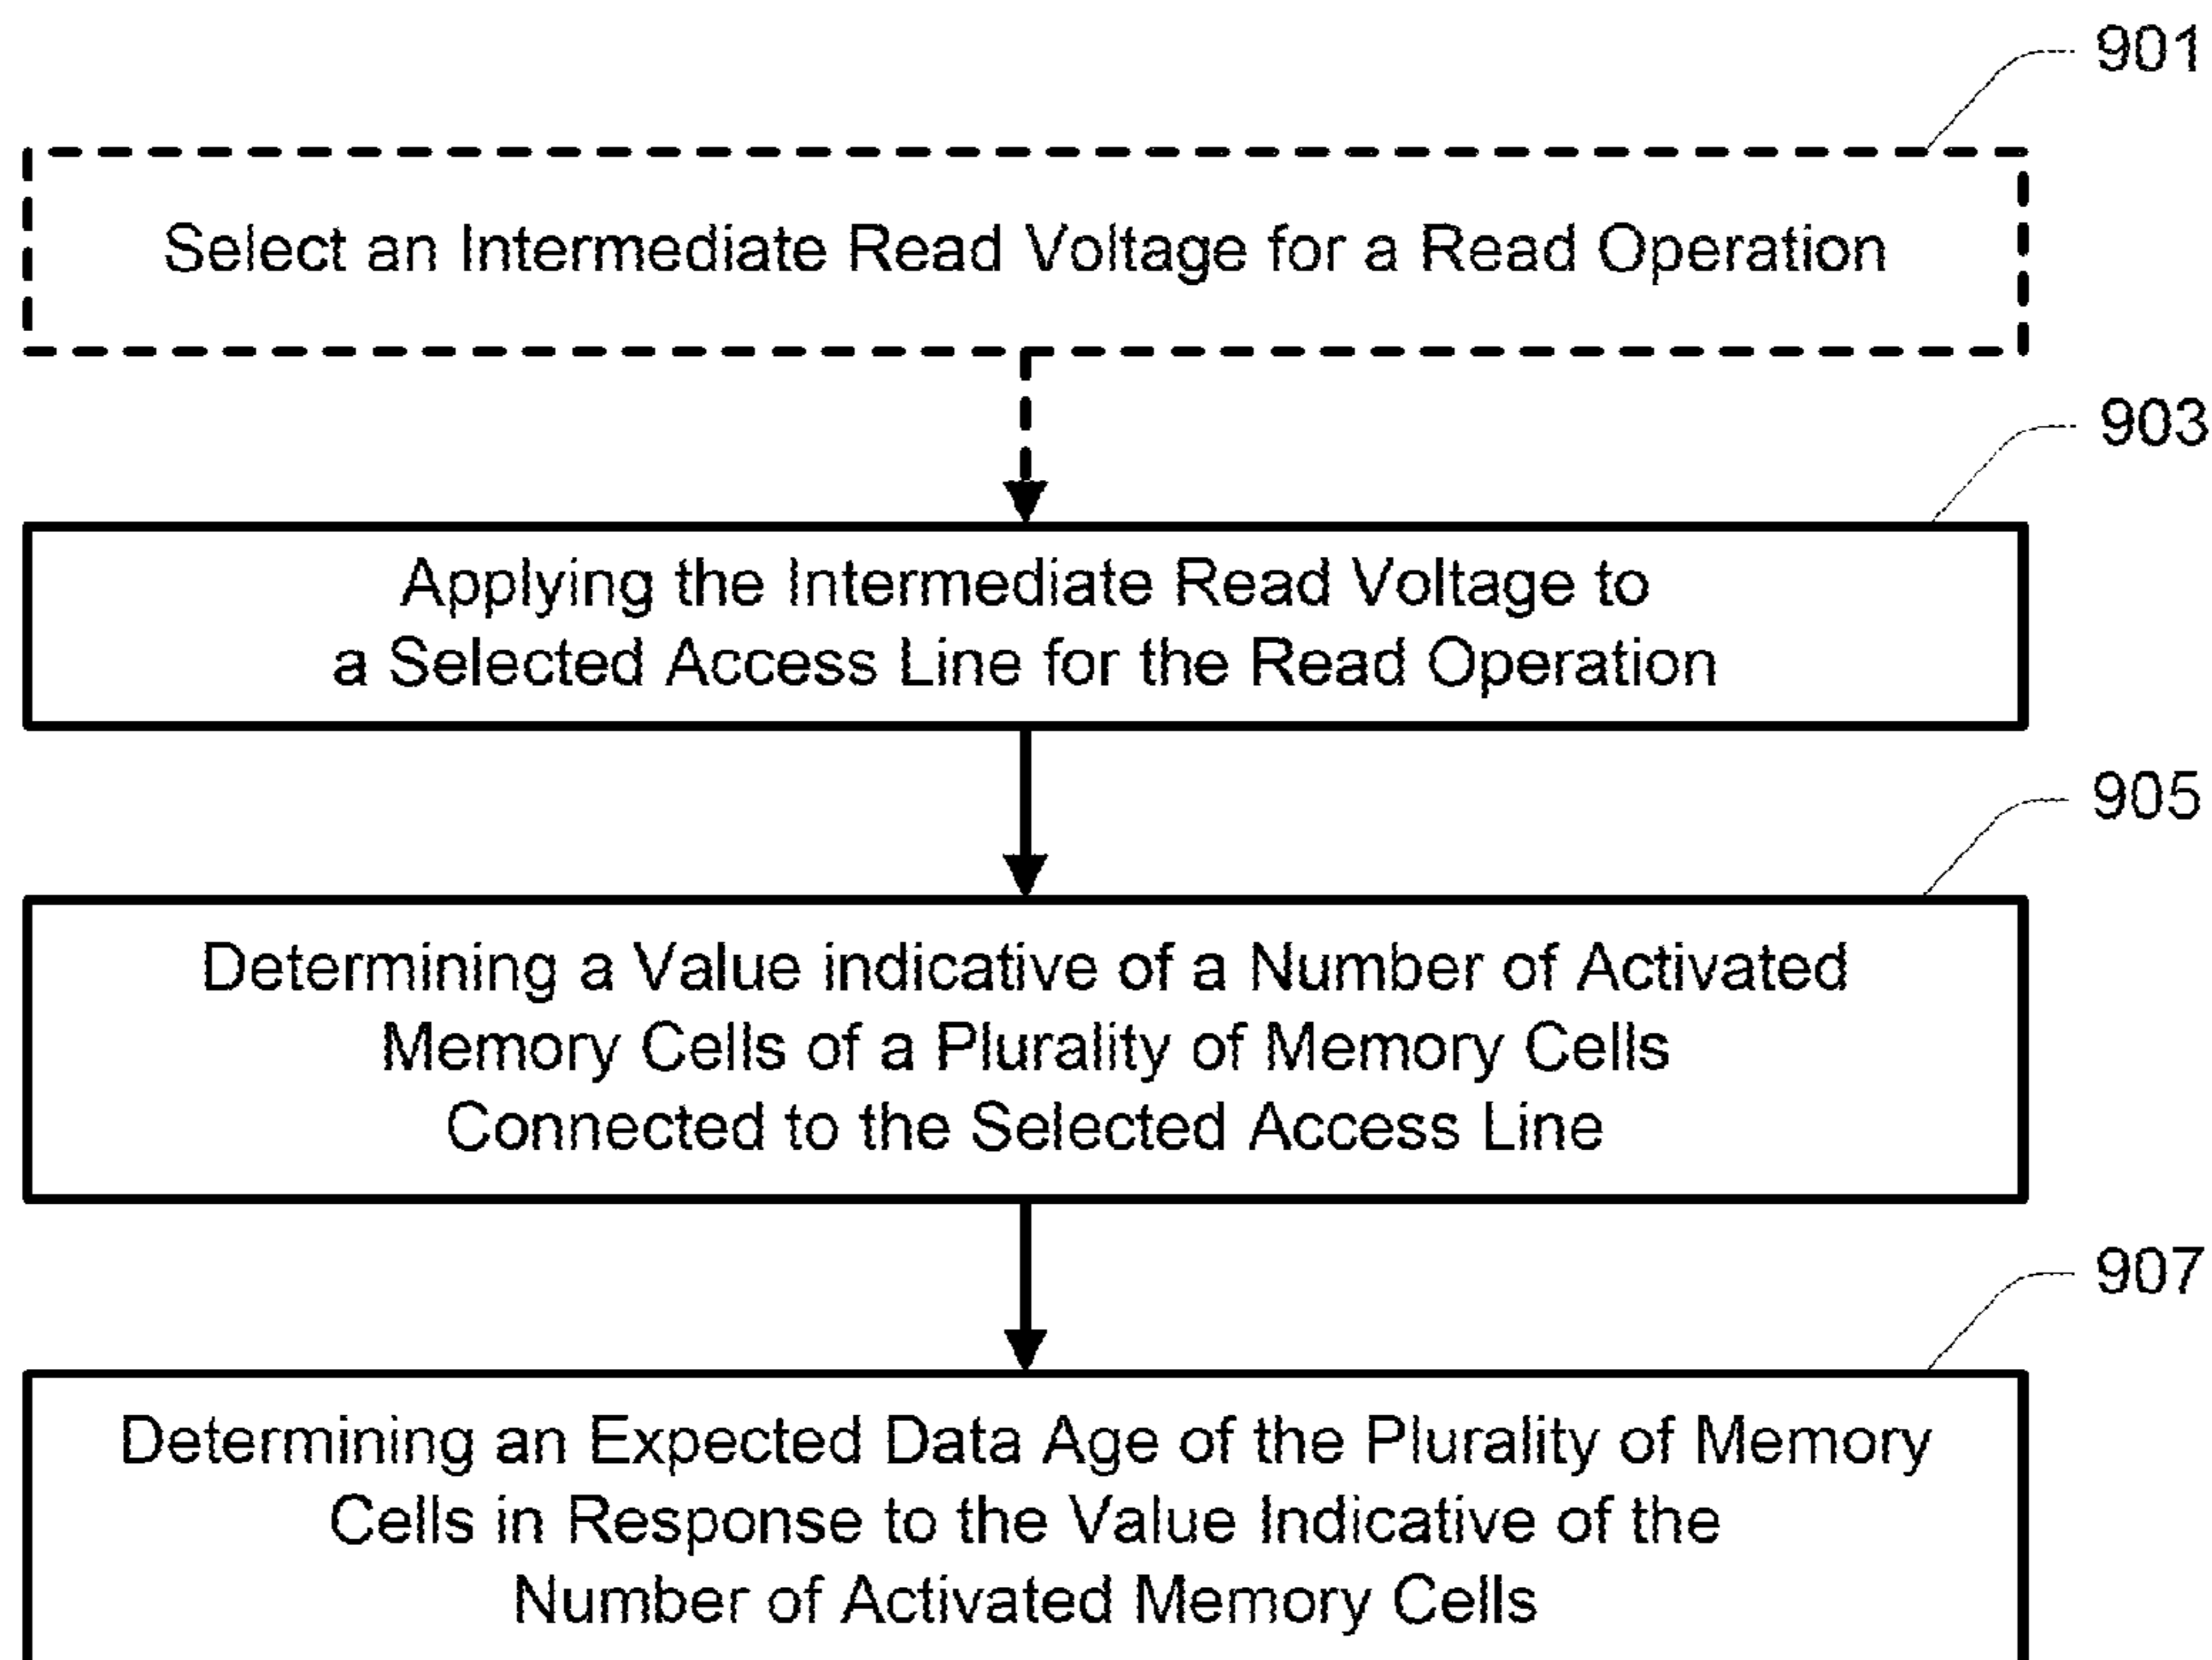 901
Select an Intermediate Read Voltage for a Read Operation
903
Applying the Intermediate Read Voltage to
a Selected Access Line for the Read Operation
905
Determining a Value indicative of a Number of Activated
Memory Cells of a Plurality of Memory Cells
Connected to the Selected Access Line
907
Determining an Expected Data Age of the Plurality of Memory
Cells in Response to the Value Indicative of the
Number of Activated Memory Cells